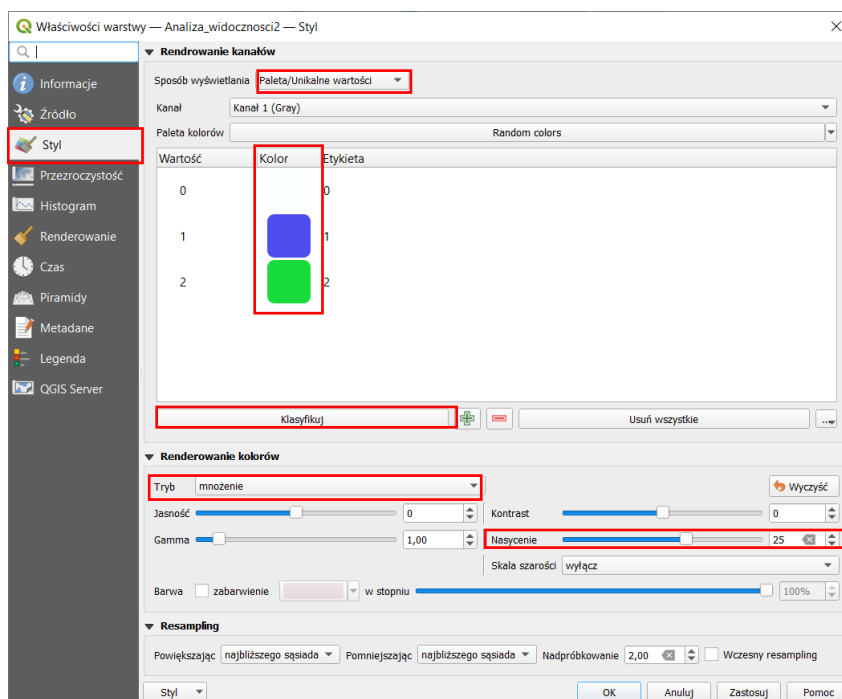 Właściwości warstwy — Analiza_widocznosci2 — Styl
Informacje
Źródło
Styl
Przezroczystość
Histogram
Renderowanie
Czas
Piramidy
Metadane
Legenda
QGIS Server
Rendrowanie kanałów
Sposób wyświetlania Paleta/Unikalne wartości
Kanał Kanał 1 (Gray)
Paleta kolorów Random colors
Wartość Kolor Etykieta
0 0
1 1
2 2
Klasyfikuj Usuń wszystkie ...
Renderowanie kolorów
Tryb mnożenie Wyczyść
Jasność 0 Kontrast 0
Gamma 1,00 Nasycenie 25
Skala szarości wyłącz
Barwa zabarwienie w stopniu 100%
Resampling
Powiększając najbliższego sąsiada Pomniejszając najbliższego sąsiada Nadpróbkowanie 2,00 Wczesny resampling
Styl OK Anuluj Zastosuj Pomoc